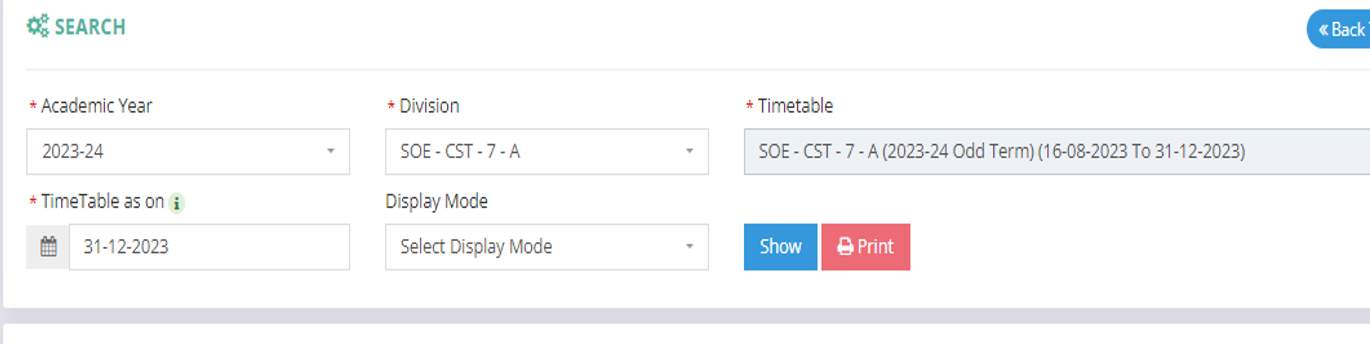 SEARCH
« Back
* Academic Year
* Division
* Timetable
2023-24
SOE - CST - 7 - A
SOE - CST - 7 - A (2023-24 Odd Term) (16-08-2023 To 31-12-2023)
* TimeTable as on i
Display Mode
31-12-2023
Select Display Mode
Show
Print